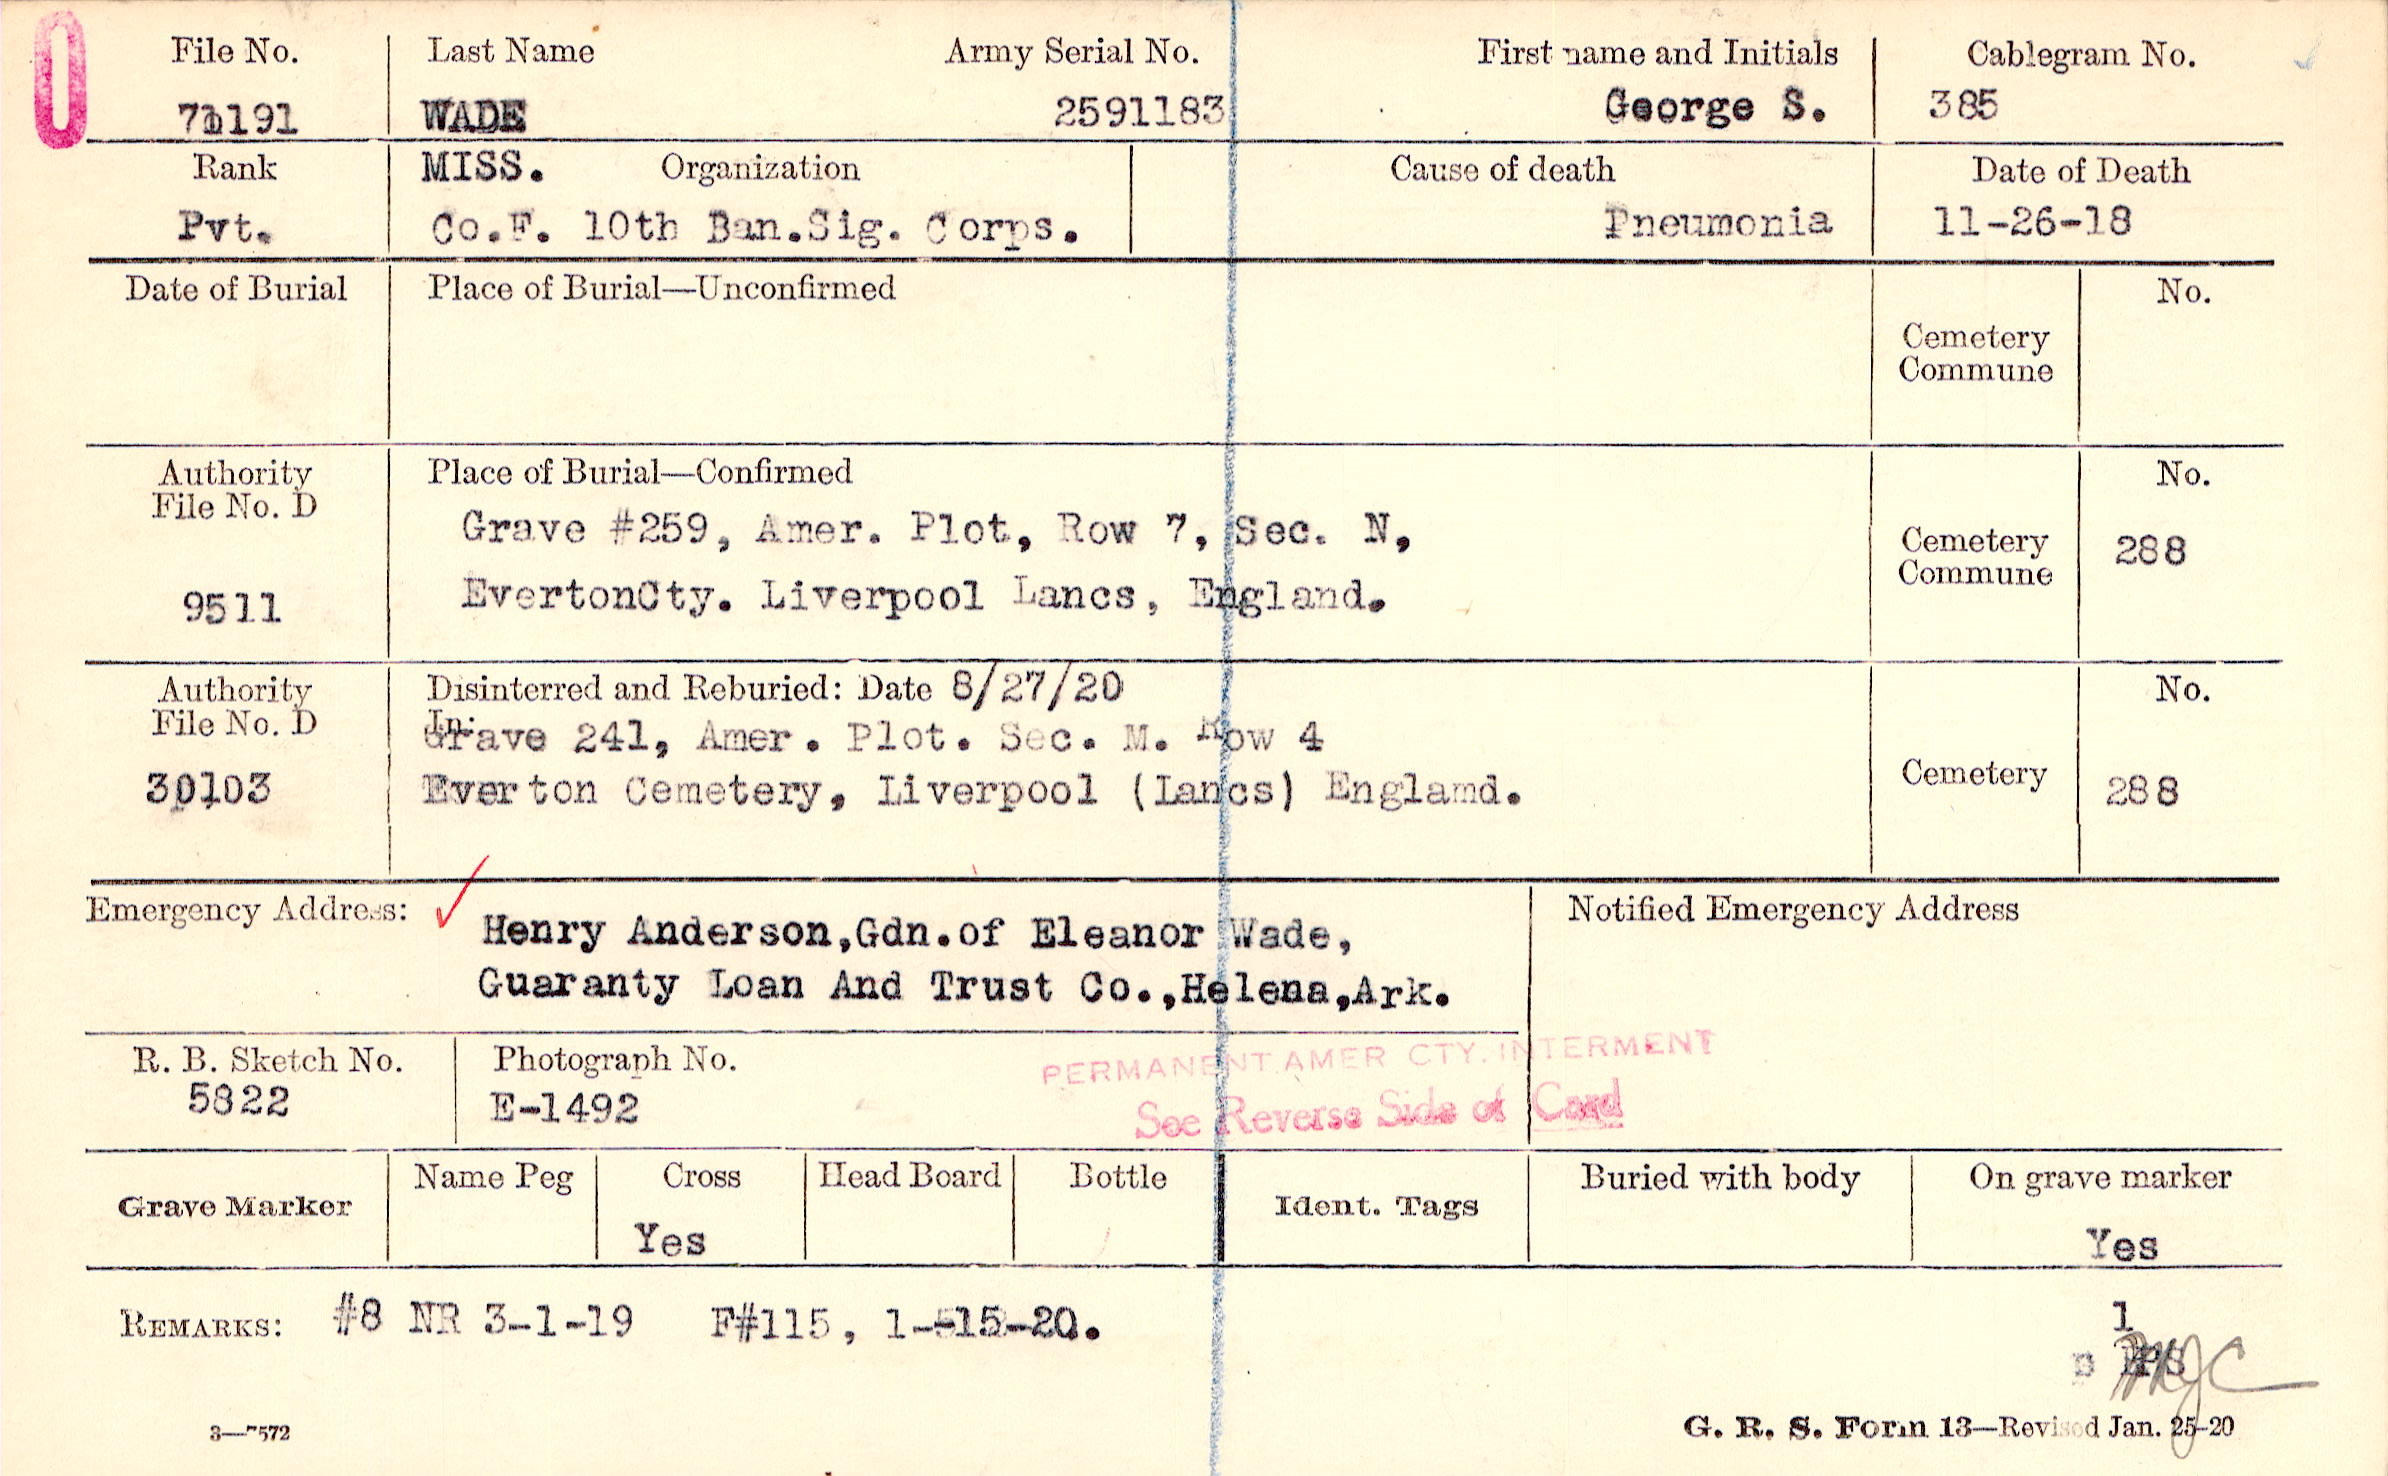 0
File No. Last Name Army Serial No. First name and Initials Cablegram No.
71191 WADE 2591183 George S. 385
Rank MISS. Organization Cause of death Date of Death
Pvt. Co.F. 10th Ban.Sig. Corps. Pneumonia 11-26-18
Date of Burial Place of Burial—Unconfirmed No.
Cemetery
Commune
Authority Place of Burial—Confirmed No.
File No. D
Grave #259, Amer. Plot, Row 7, Sec. N,
Cemetery 288
Commune
9511 EvertonCty. Liverpool Lancs, England.
Authority Disinterred and Reburied: Date 8/27/20 No.
File No. D In:
Grave 241, Amer. Plot. Sec. M. Row 4
Cemetery
30103 Everton Cemetery, Liverpool (Lancs) Englamd. 288
Emergency Address: Notified Emergency Address
Henry Anderson,Gdn.of Eleanor Wade,
Guaranty Loan And Trust Co.,Helena,Ark.
R. B. Sketch No. Photograph No. PERMANENT AMER CTY. INTERMENT
5822 E-1492 See Reverse Side of Card
Grave Marker Name Peg Cross Head Board Bottle Ident. Tags Buried with body On grave marker
Yes Yes
REMARKS: #8 NR 3-1-19 F#115, 1-15-20.
1
MJC
3—7572 G. R. S. Form 13—Revised Jan. 25-20